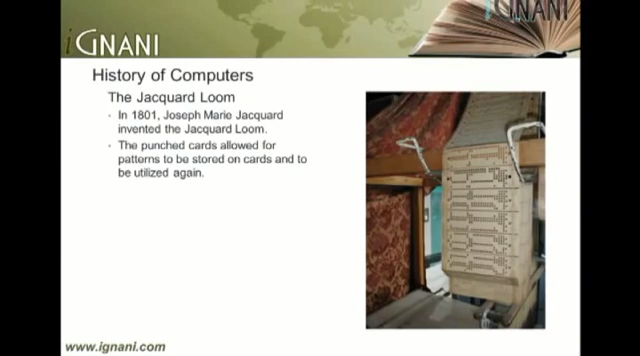 iGNANI
iGNANI
History of Computers
The Jacquard Loom
· In 1801, Joseph Marie Jacquard
invented the Jacquard Loom.
· The punched cards allowed for
patterns to be stored on cards and to
be utilized again.
www.ignani.com